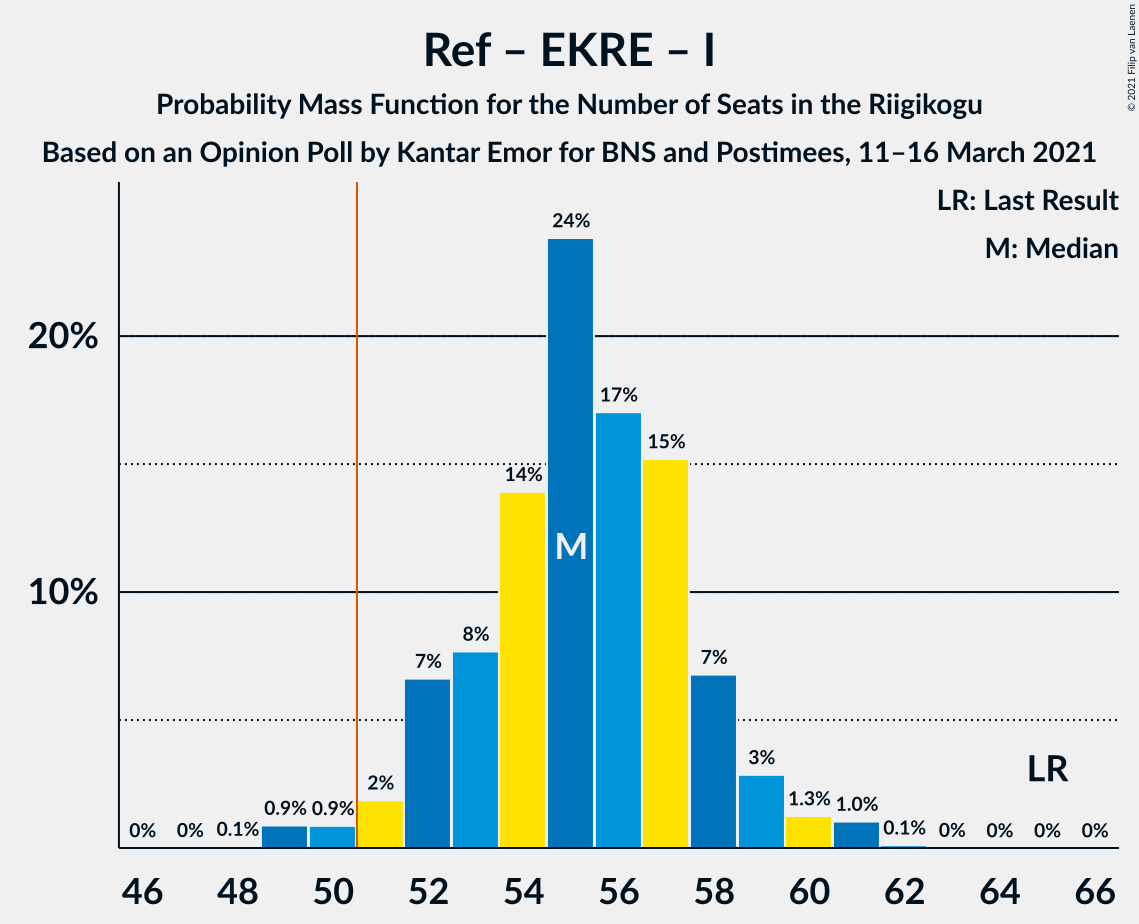 Ref – EKRE – I
Probability Mass Function for the Number of Seats in the Riigikogu
Based on an Opinion Poll by Kantar Emor for BNS and Postimees, 11–16 March 2021
© 2021 Filip van Laenen
LR: Last Result
M: Median
24%
20%
17%
15%
14%
M
10%
8%
7%
7%
3%
LR
2%
0% 0% 0.1% 0.9% 0.9% 1.3% 1.0% 0.1% 0% 0% 0% 0%
46 48 50 52 54 56 58 60 62 64 66